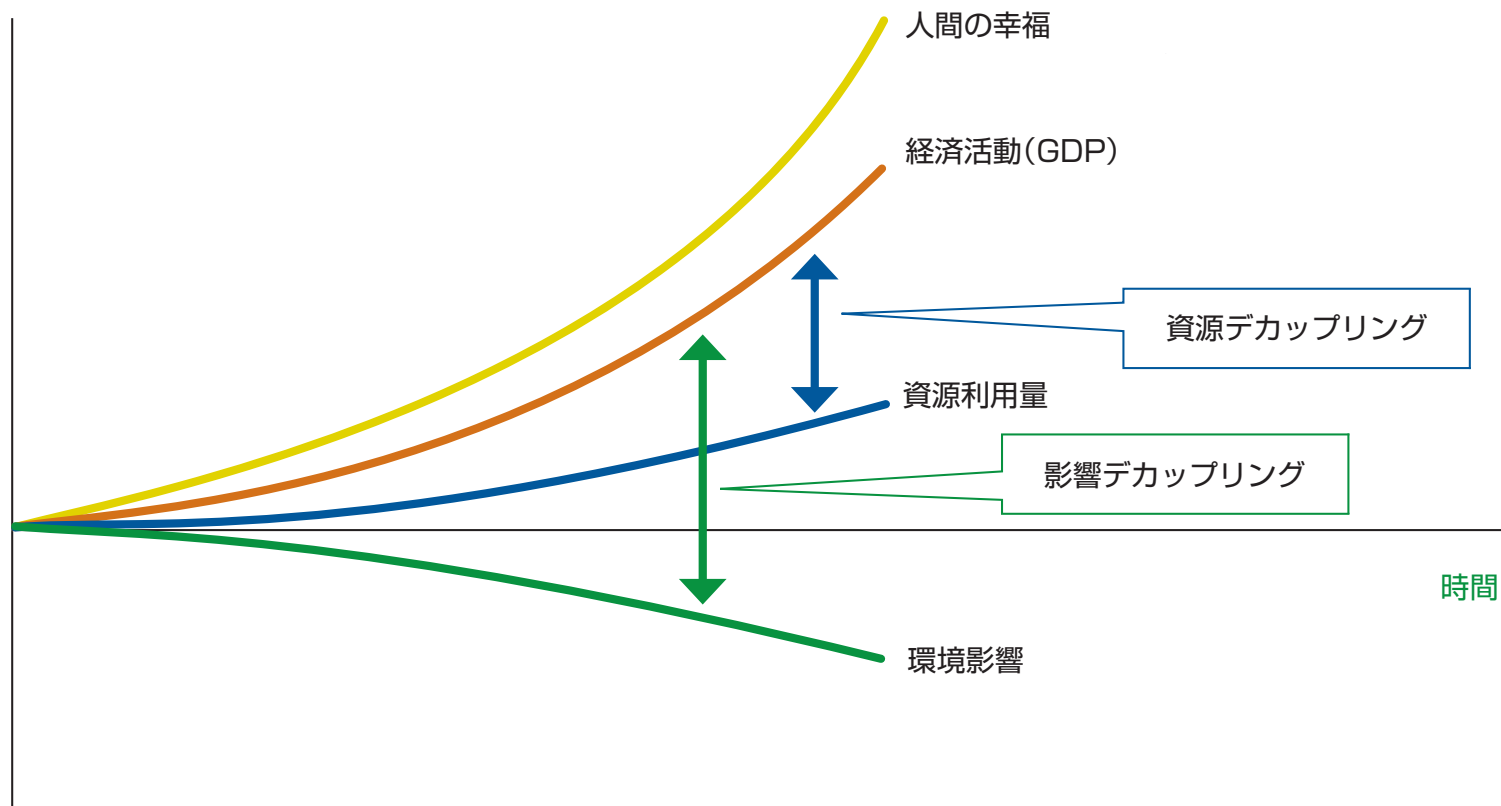 人間の幸福
経済活動(GDP)
資源デカップリング
資源利用量
影響デカップリング
時間
環境影響